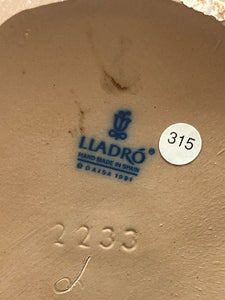 LLADRÓ®
HAND MADE IN SPAIN
© DAISA 1991
315
2233